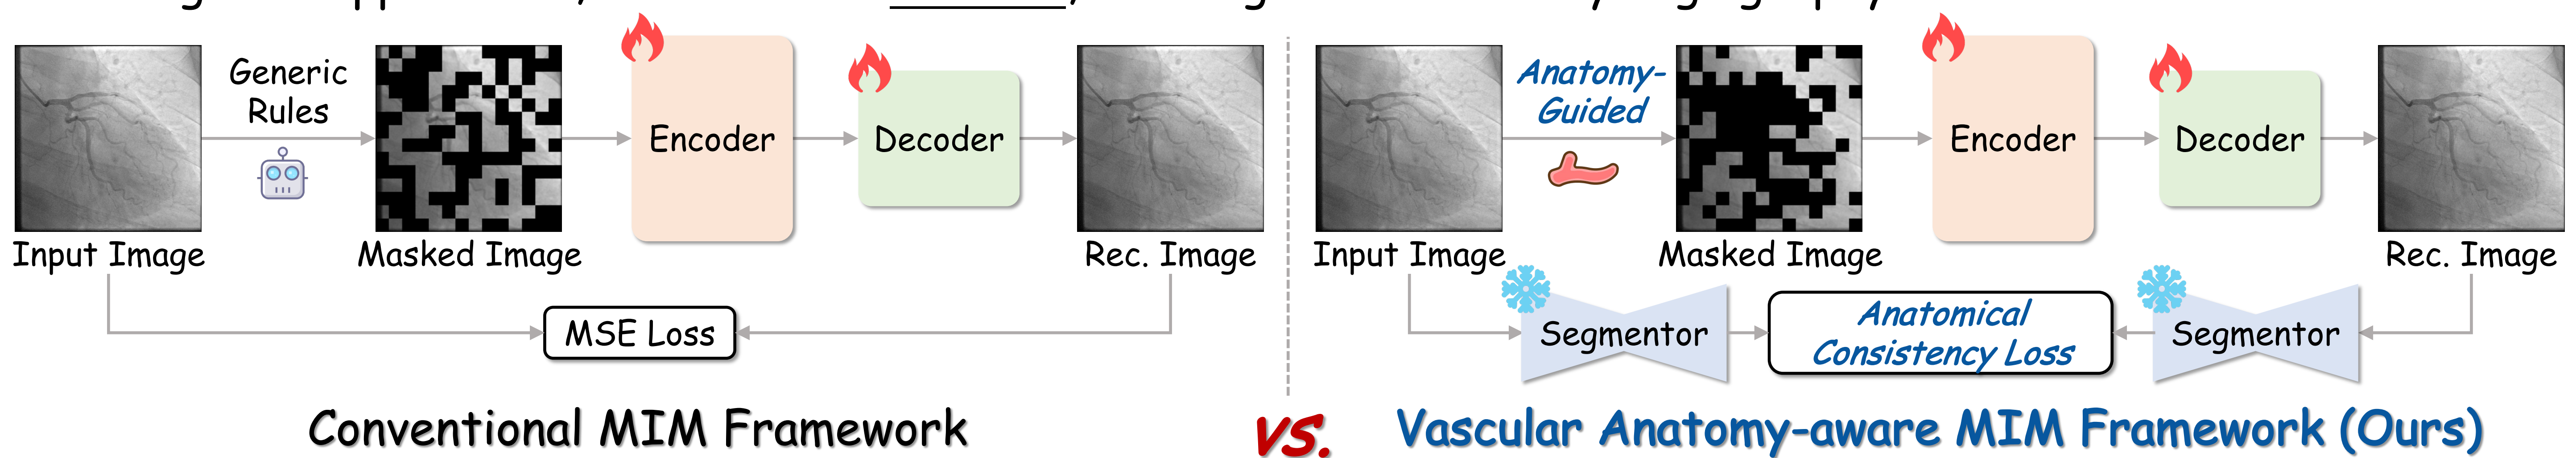 Generic
Rules
Input Image
Masked Image
Encoder
Decoder
Rec. Image
MSE Loss
Conventional MIM Framework
vs.
Anatomy-
Guided
Input Image
Masked Image
Encoder
Decoder
Rec. Image
Segmentor
Anatomical
Consistency Loss
Segmentor
Vascular Anatomy-aware MIM Framework (Ours)